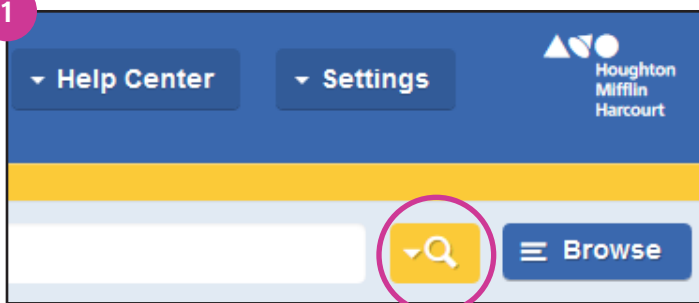 1
Help Center
Settings
Houghton
Mifflin
Harcourt
Browse